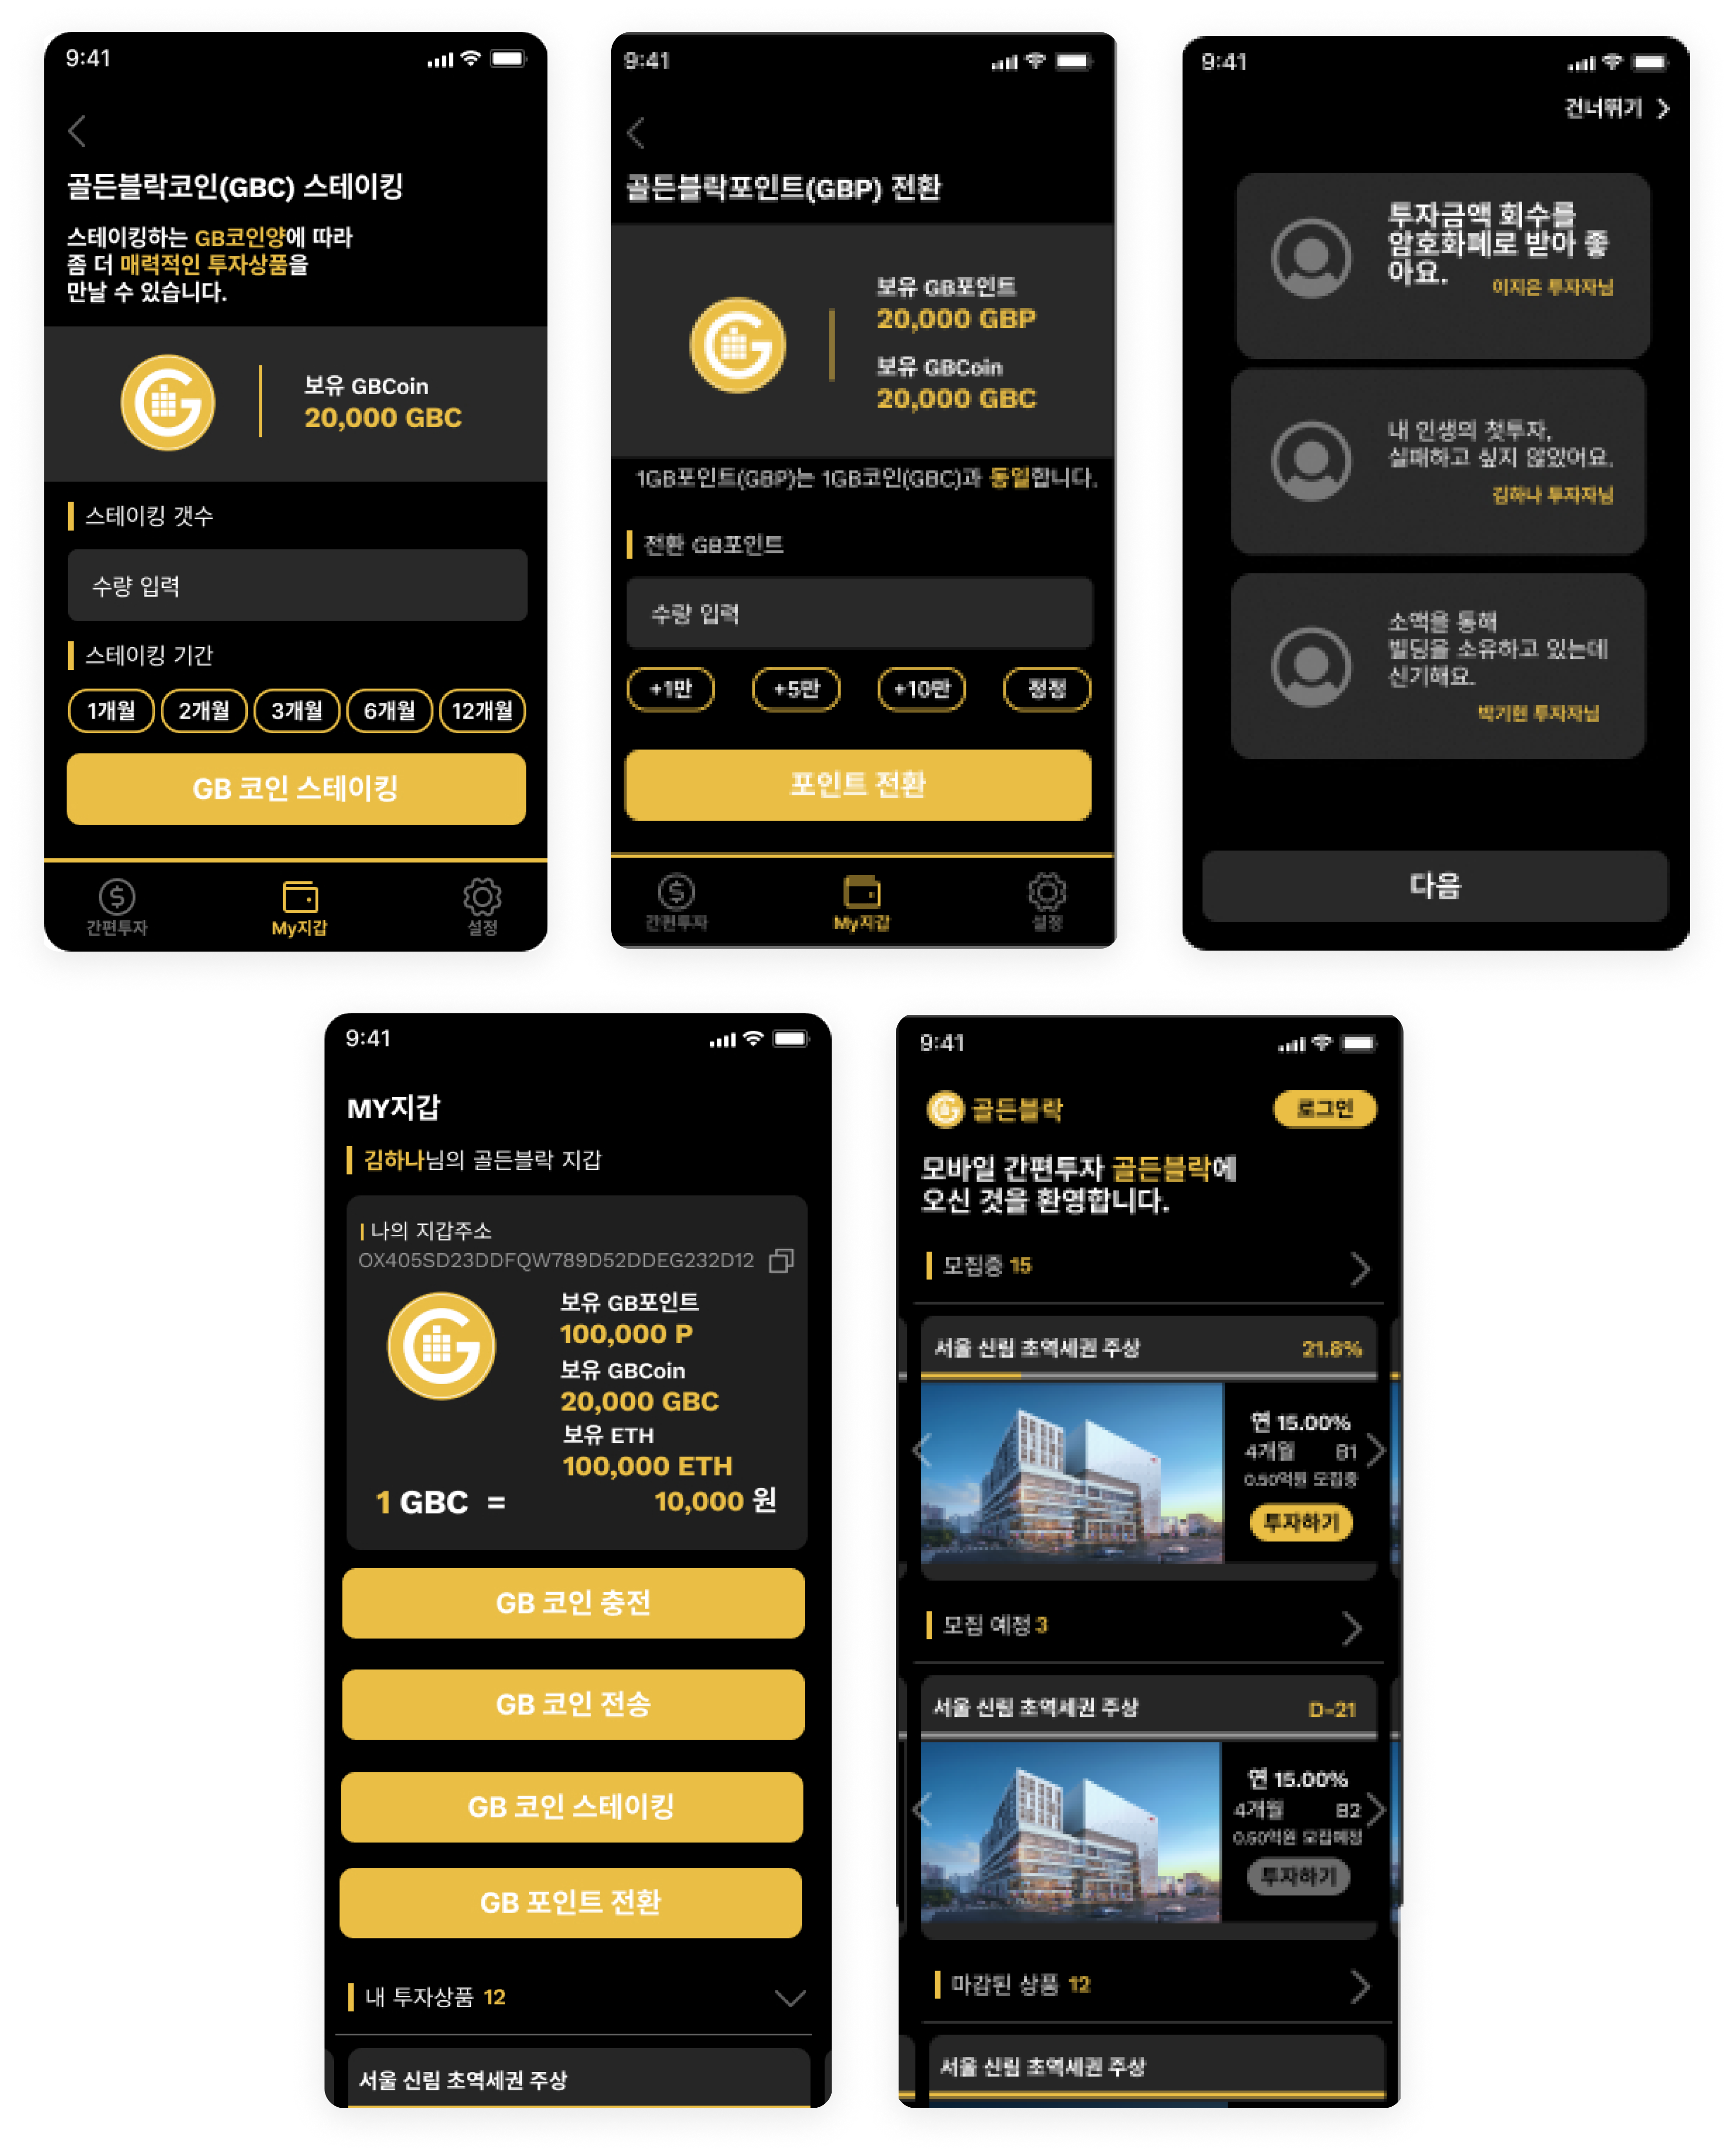 9:41
골든블락코인(GBC) 스테이킹
스테이킹하는 GB코인양에 따라
좀 더 매력적인 투자상품을
만날 수 있습니다.
보유 GBCoin
20,000 GBC
스테이킹 갯수
수량 입력
스테이킹 기간
1개월 2개월 3개월 6개월 12개월
GB 코인 스테이킹
간편투자 My지갑 설정
9:41
골든블락포인트(GBP) 전환
보유 GB포인트
20,000 GBP
보유 GBCoin
20,000 GBC
1GB포인트(GBP)는 1GB코인(GBC)과 동일합니다.
전환 GB포인트
수량 입력
+1만 +5만 +10만 정정
포인트 전환
간편투자 My지갑 설정
9:41
건너뛰기
투자금액 회수를
암호화폐로 받아 좋
아요.
이지은 투자자님
내 인생의 첫투자,
실패하고 싶지 않았어요.
김하나 투자자님
소액을 통해
빌딩을 소유하고 있는데
신기해요.
박기현 투자자님
다음
9:41
MY지갑
김하나님의 골든블락 지갑
나의 지갑주소
OX405SD23DDFQW789D52DDEG232D12
보유 GB포인트
100,000 P
보유 GBCoin
20,000 GBC
보유 ETH
100,000 ETH
1 GBC = 10,000 원
GB 코인 충전
GB 코인 전송
GB 코인 스테이킹
GB 포인트 전환
내 투자상품 12
서울 신림 초역세권 주상
9:41
골든블락 로그인
모바일 간편투자 골든블락에
오신 것을 환영합니다.
모집중 15
서울 신림 초역세권 주상 21.8%
연 15.00%
4개월 B1
0.50억원 모집중
투자하기
모집 예정 3
서울 신림 초역세권 주상 D-21
연 15.00%
4개월 B2
0.50억원 모집예정
투자하기
마감된 상품 12
서울 신림 초역세권 주상